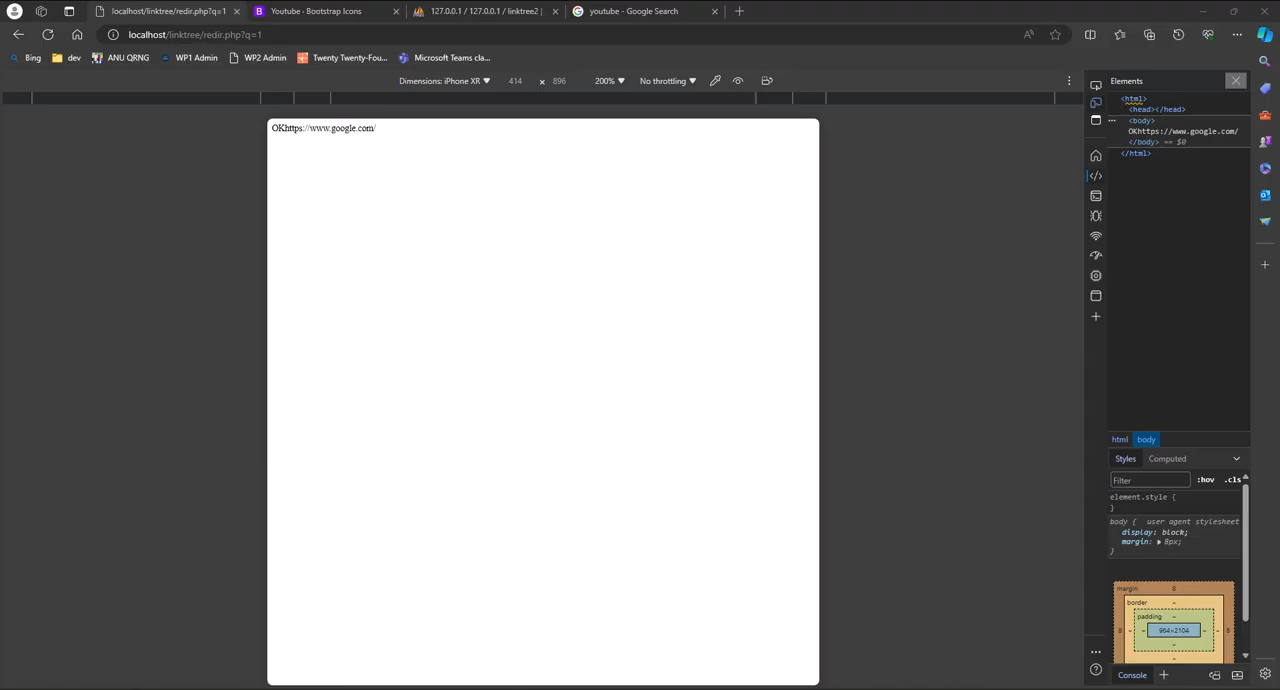 localhost/linktree/redir.php?q=1
Youtube · Bootstrap Icons
127.0.0.1 / 127.0.0.1 / linktree2 |
youtube - Google Search
localhost/linktree/redir.php?q=1
Bing
dev
ANU QRNG
WP1 Admin
WP2 Admin
Twenty Twenty-Fou...
Microsoft Teams cla...
Dimensions: iPhone XR
414
x
896
200%
No throttling
Elements
<html>
<head></head>
<body>
OKhttps://www.google.com/
</body> == $0
</html>
OKhttps://www.google.com/
html
body
Styles
Computed
Filter
:hov
.cls
element.style {
}
body {
user agent stylesheet
display: block;
margin: 8px;
}
margin
8
border
–
padding
–
8
–
–
964×2104
–
–
8
–
–
Console